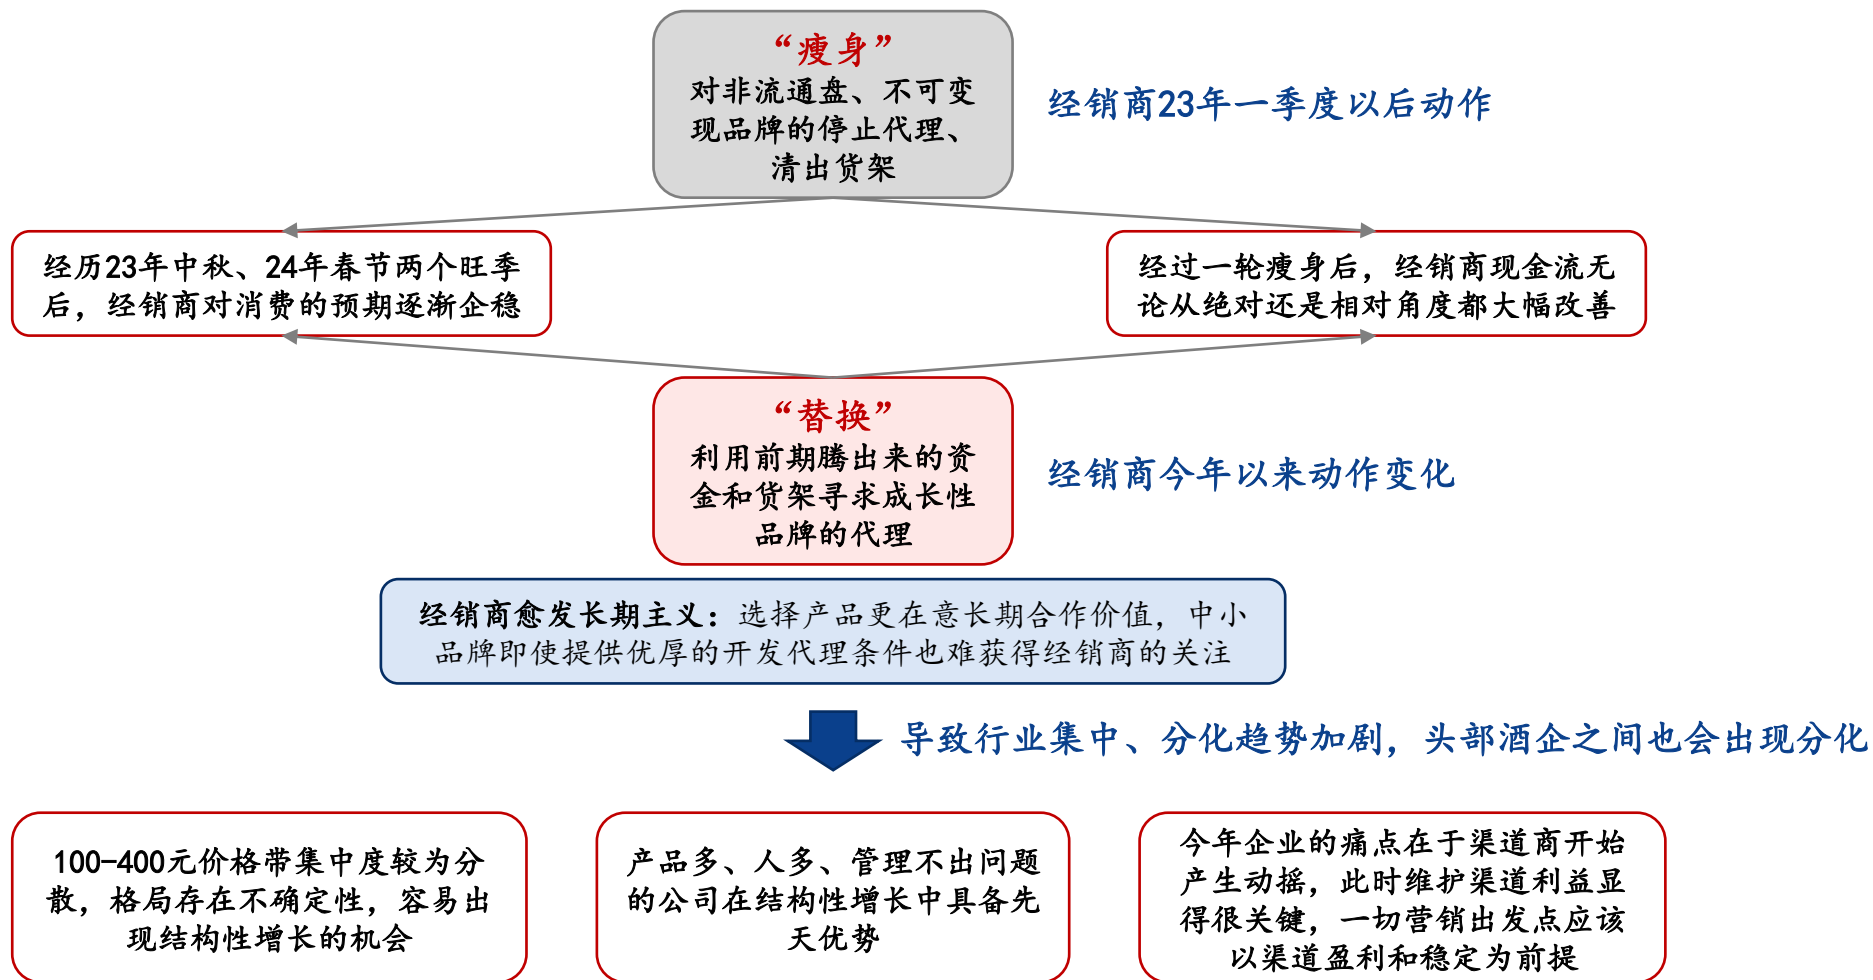 “瘦身”
对非流通盘、不可变
现品牌的停止代理、
清出货架
经销商23年一季度以后动作
经历23年中秋、24年春节两个旺季
后，经销商对消费的预期逐渐企稳
经过一轮瘦身后，经销商现金流无
论从绝对还是相对角度都大幅改善
“替换”
利用前期腾出来的资
金和货架寻求成长性
品牌的代理
经销商今年以来动作变化
经销商愈发长期主义：选择产品更在意长期合作价值，中小
品牌即使提供优厚的开发代理条件也难获得经销商的关注
导致行业集中、分化趋势加剧，头部酒企之间也会出现分化
100-400元价格带集中度较为分
散，格局存在不确定性，容易出
现结构性增长的机会
产品多、人多、管理不出问题
的公司在结构性增长中具备先
天优势
今年企业的痛点在于渠道商开始
产生动摇，此时维护渠道利益显
得很关键，一切营销出发点应该
以渠道盈利和稳定为前提